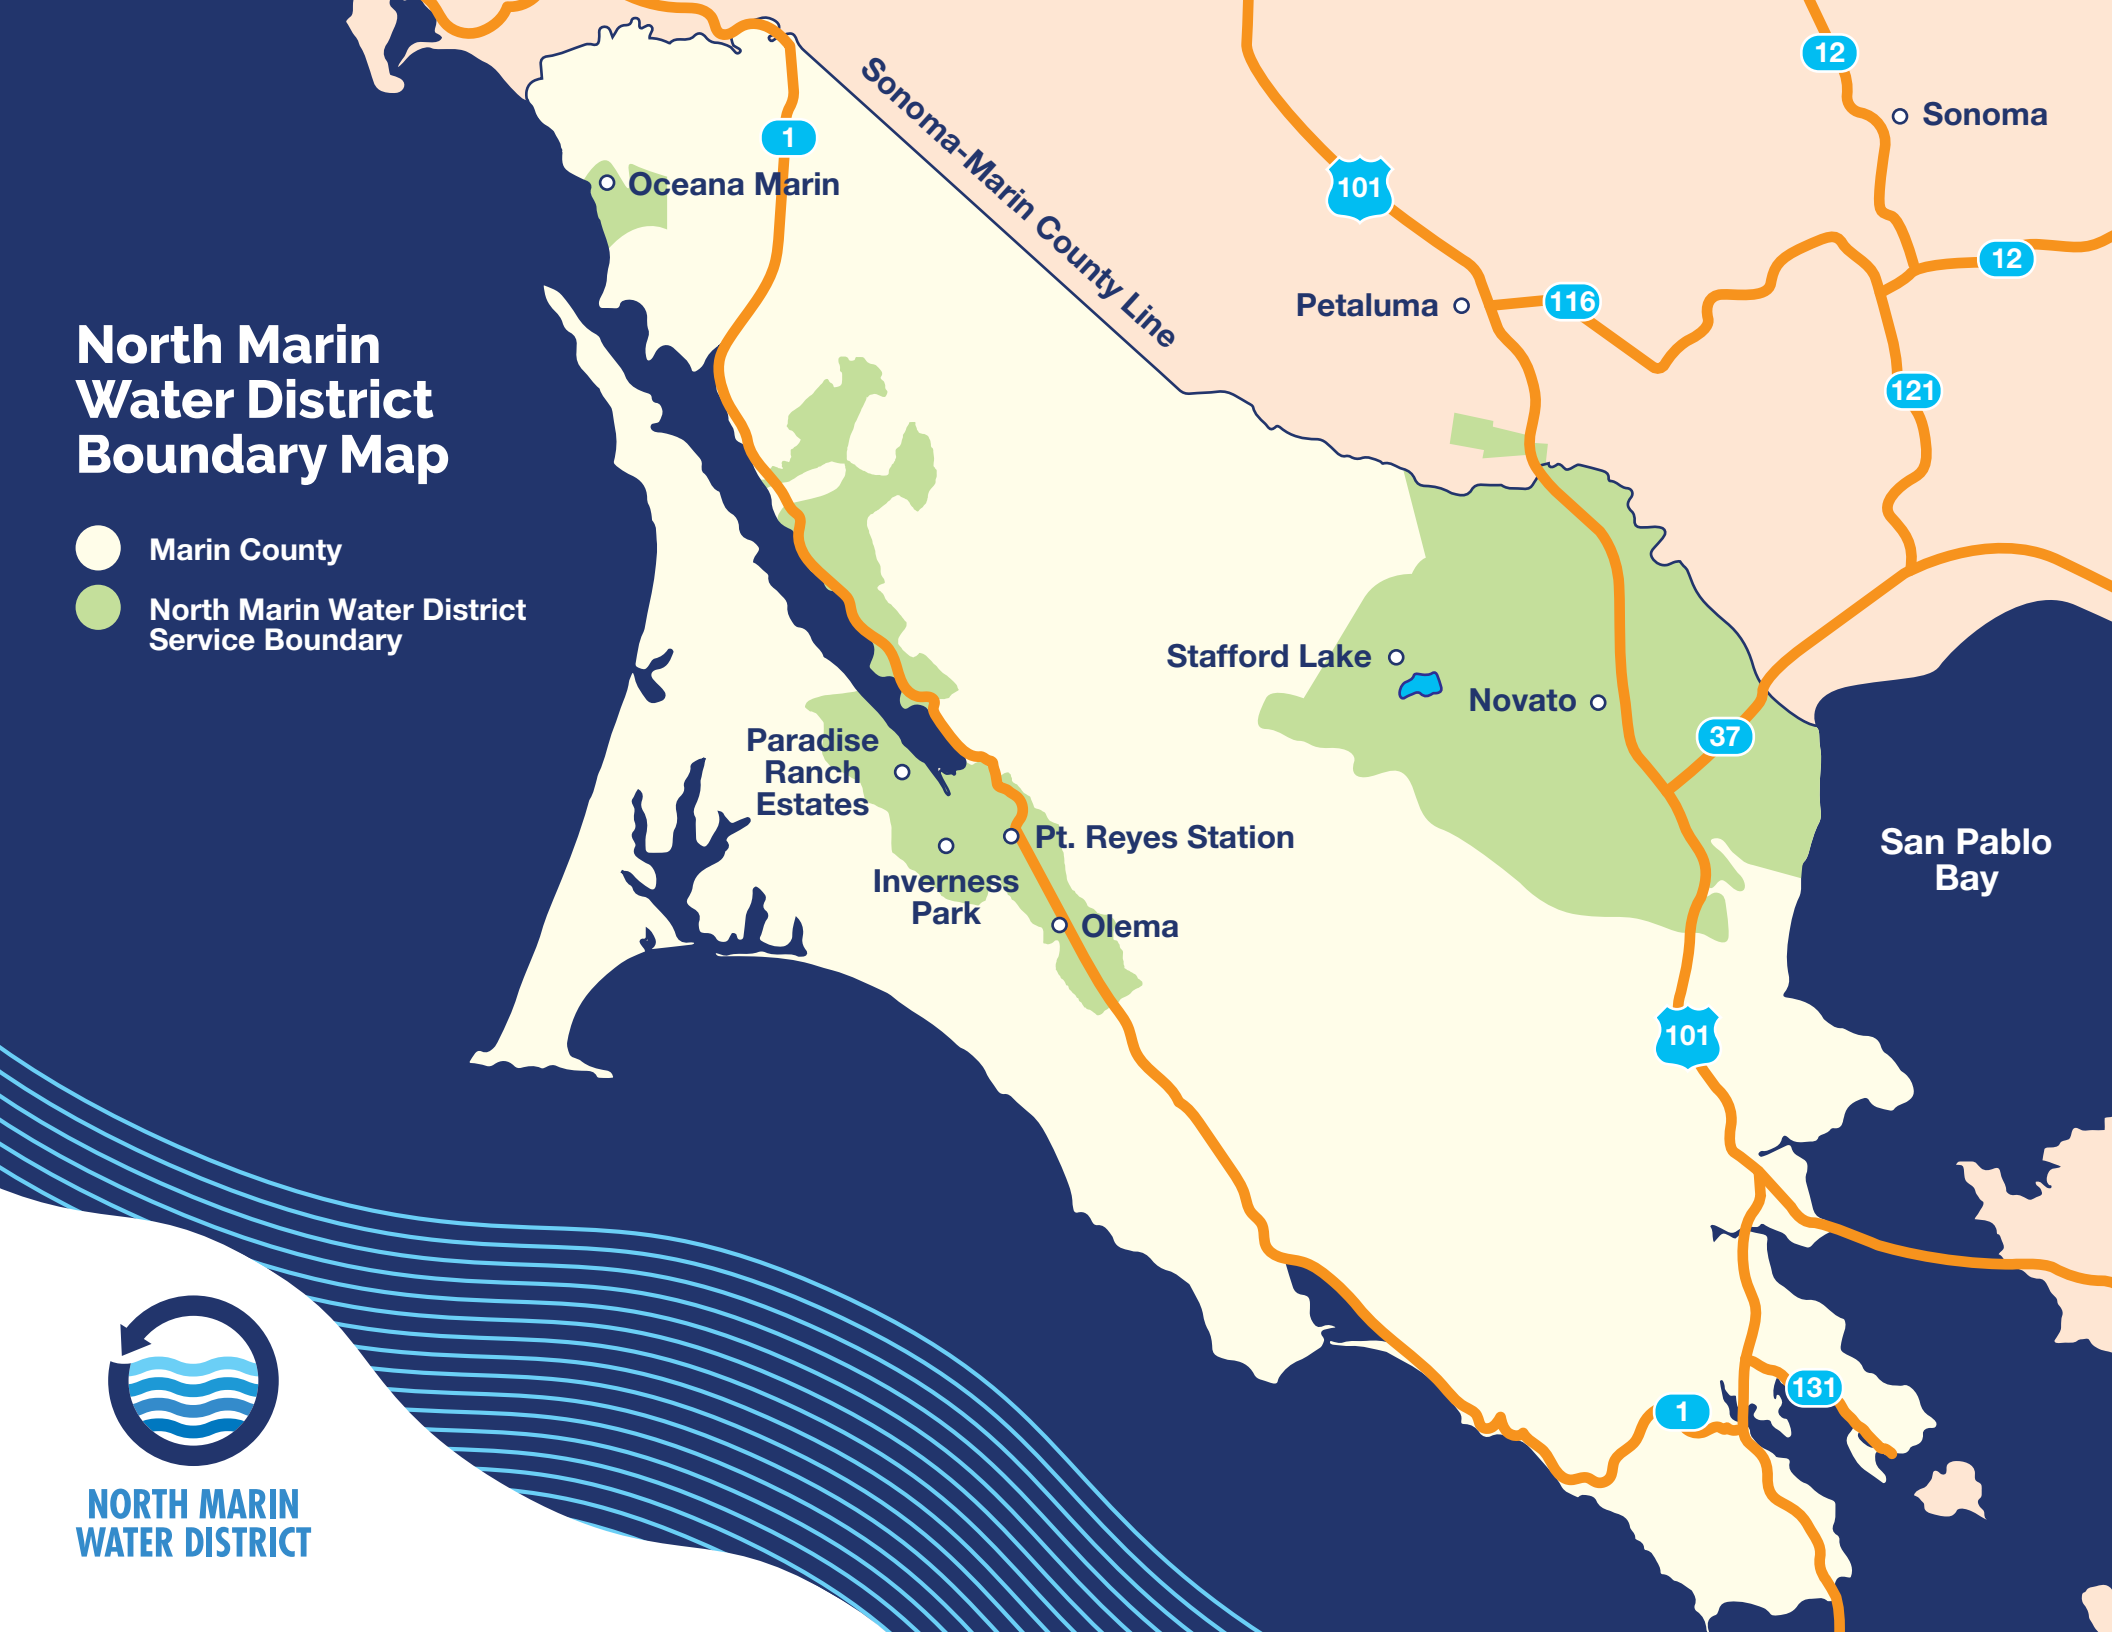 12
Sonoma
Sonoma-Marin County Line
1
101
Oceana Marin
12
Petaluma
116
121
North Marin
Water District
Boundary Map
Marin County
North Marin Water District
Service Boundary
Stafford Lake
Novato
37
Paradise
Ranch
Estates
Pt. Reyes Station
San Pablo
Bay
Inverness
Park
Olema
101
131
1
NORTH MARIN
WATER DISTRICT